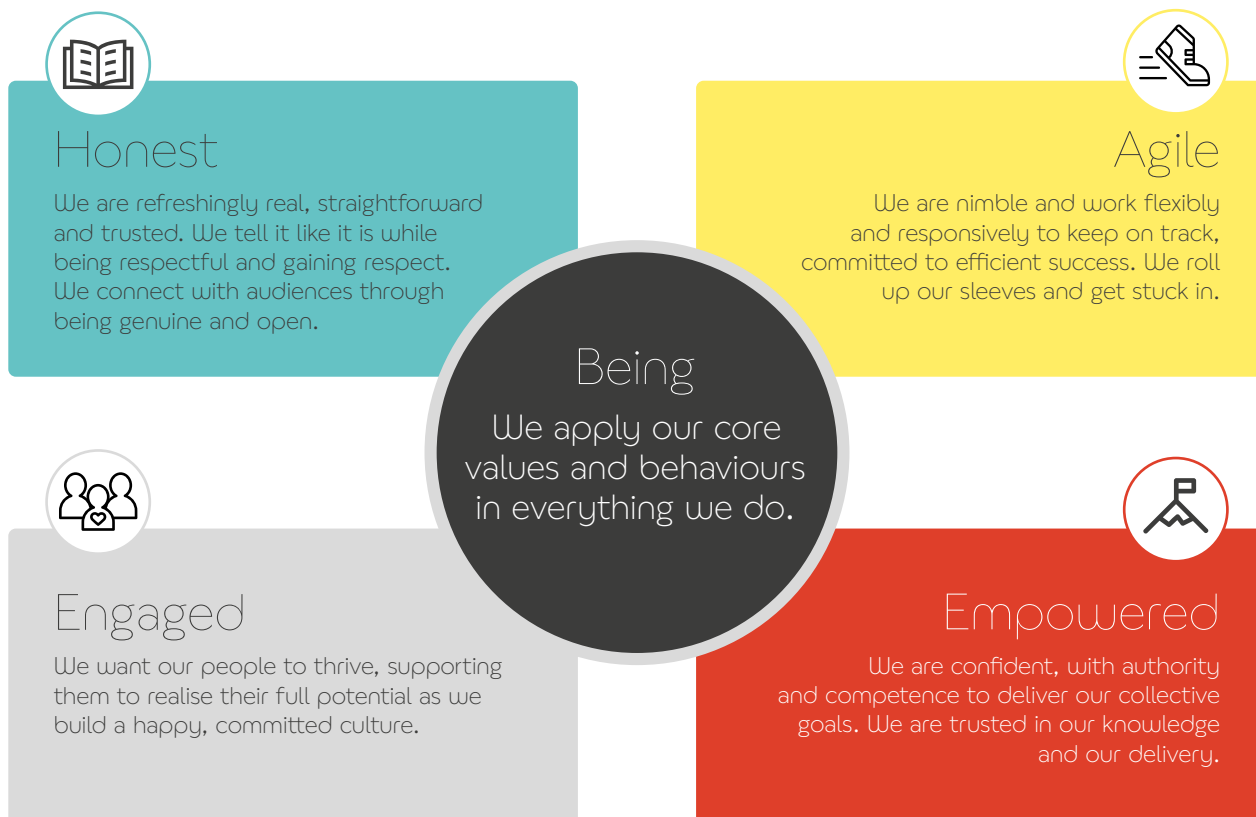 Honest
We are refreshingly real, straightforward
and trusted. We tell it like it is while
being respectful and gaining respect.
We connect with audiences through
being genuine and open.
Agile
We are nimble and work flexibly
and responsively to keep on track,
committed to efficient success. We roll
up our sleeves and get stuck in.
Being
We apply our core
values and behaviours
in everything we do.
Engaged
We want our people to thrive, supporting
them to realise their full potential as we
build a happy, committed culture.
Empowered
We are confident, with authority
and competence to deliver our collective
goals. We are trusted in our knowledge
and our delivery.